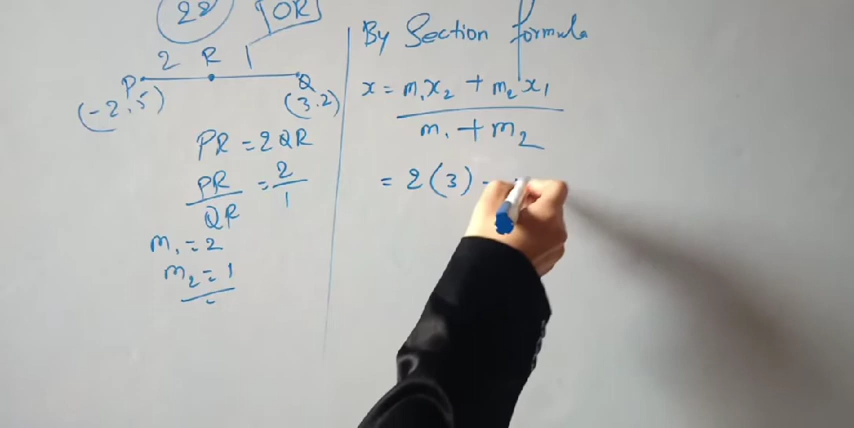 22 [OR]
2 R 1
P Q
(-2, 5) (3.2)
PR = 2QR
PR/QR = 2/1
m₁ = 2
m₂ = 1
By Section formula
x = m₁x₂ + m₂x₁
m₁ + m₂
= 2(3)